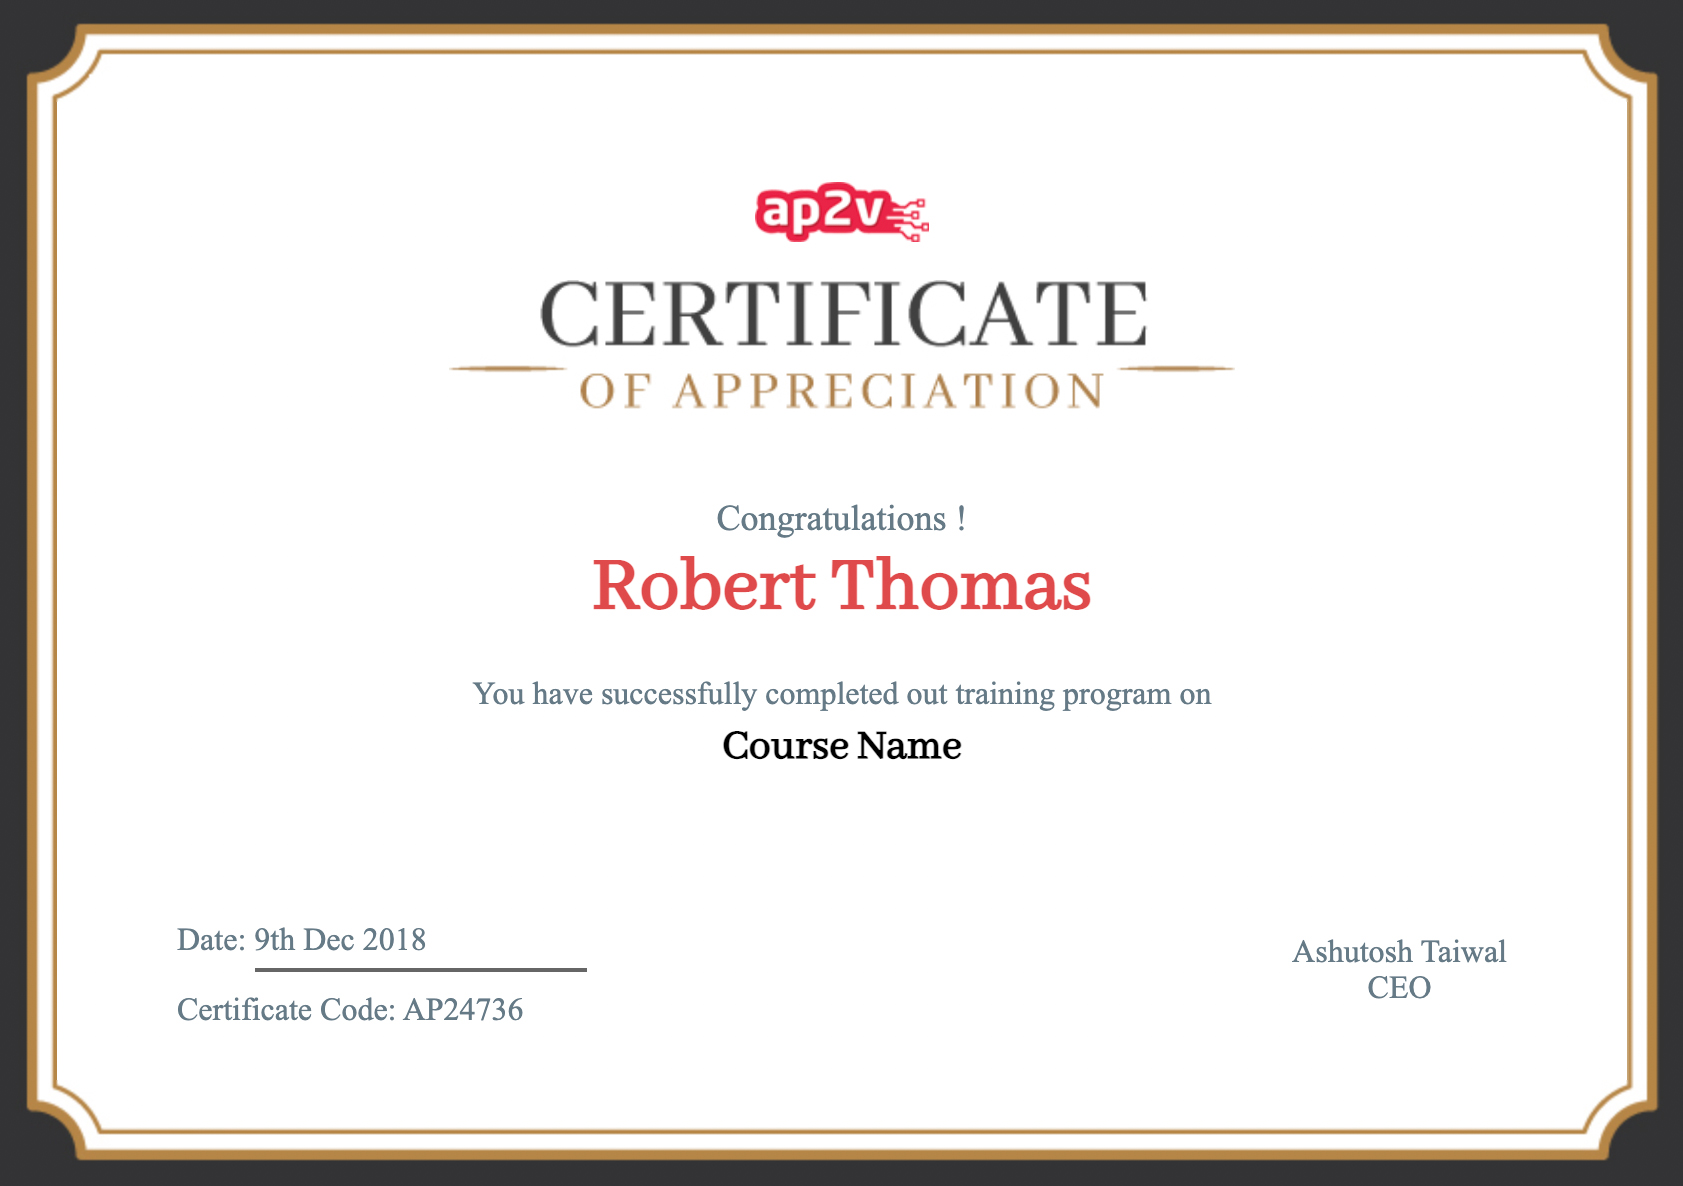 ap2v
CERTIFICATE
OF APPRECIATION
Congratulations !
Robert Thomas
You have successfully completed out training program on
Course Name
Date: 9th Dec 2018
Certificate Code: AP24736
Ashutosh Taiwal
CEO